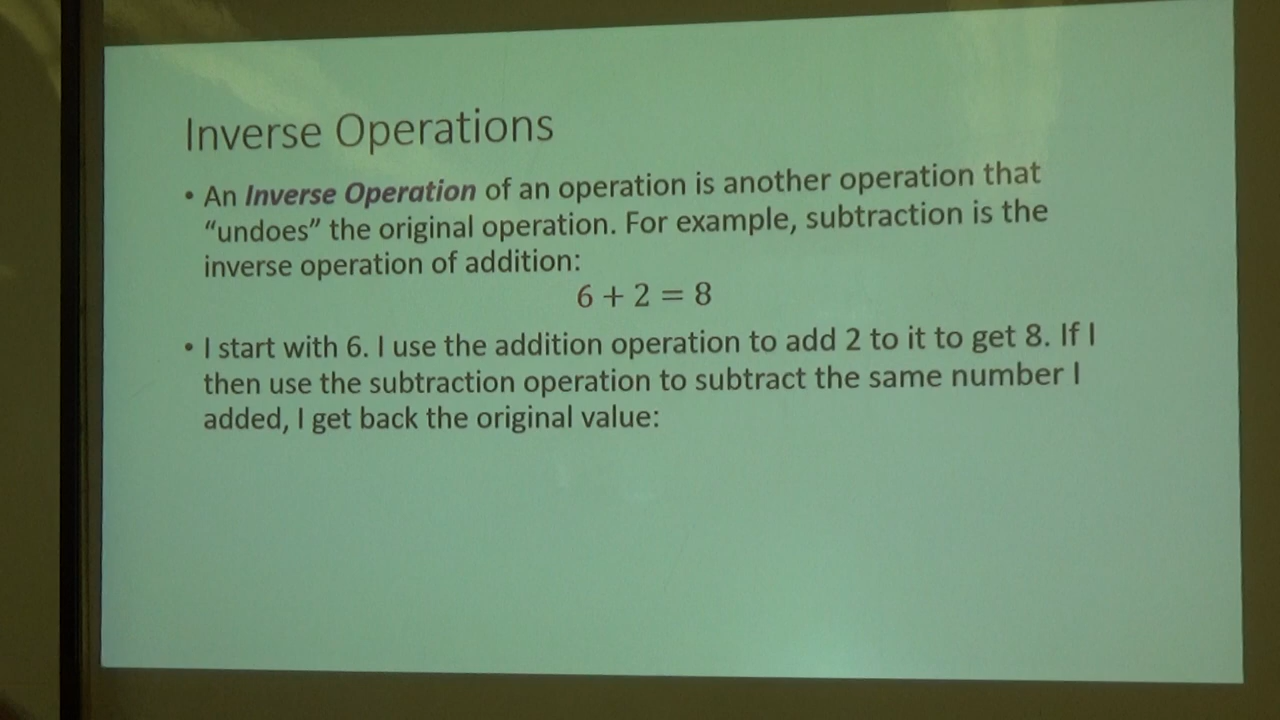 Inverse Operations
• An Inverse Operation of an operation is another operation that
“undoes” the original operation. For example, subtraction is the
inverse operation of addition:
6 + 2 = 8
• I start with 6. I use the addition operation to add 2 to it to get 8. If I
then use the subtraction operation to subtract the same number I
added, I get back the original value: